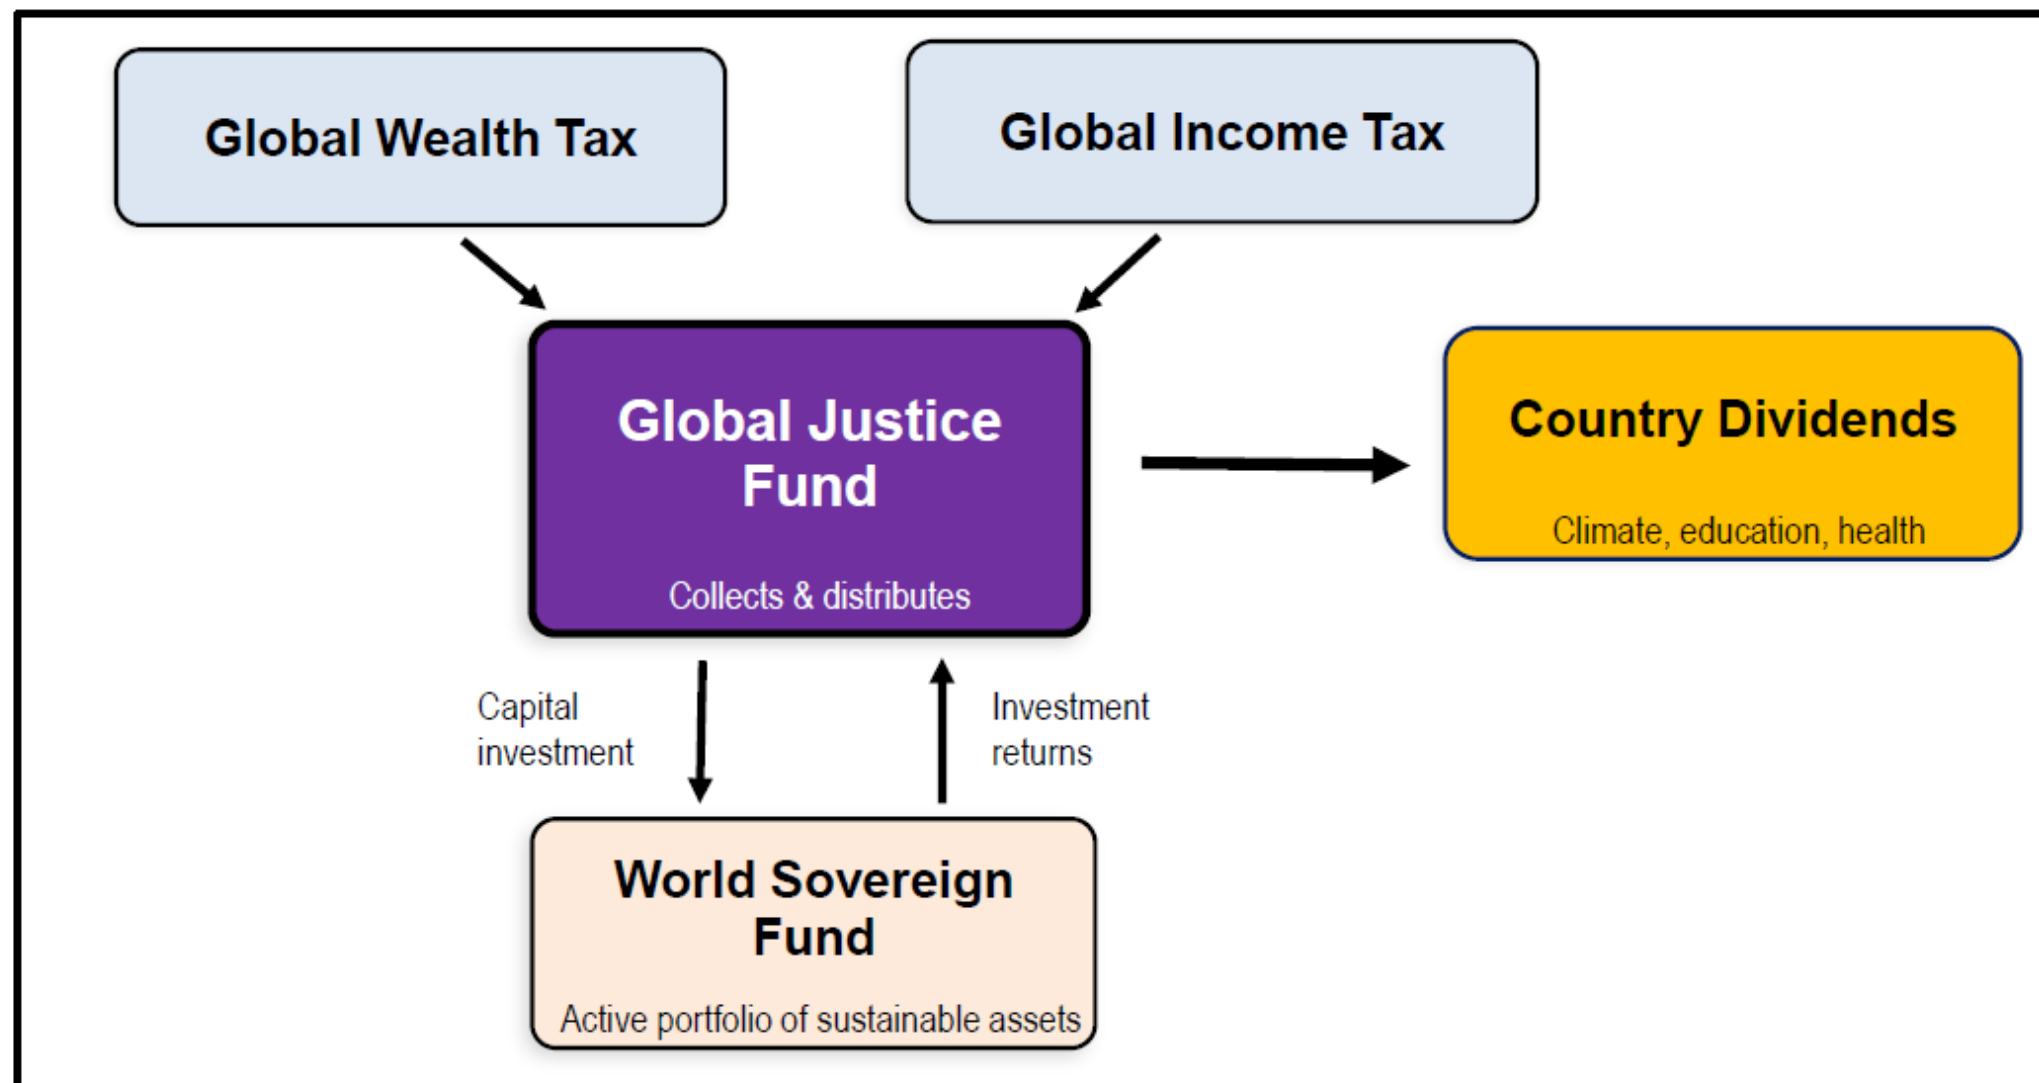 Global Wealth Tax
Global Income Tax
Global Justice
Fund
Collects & distributes
Country Dividends
Climate, education, health
Capital
investment
Investment
returns
World Sovereign
Fund
Active portfolio of sustainable assets